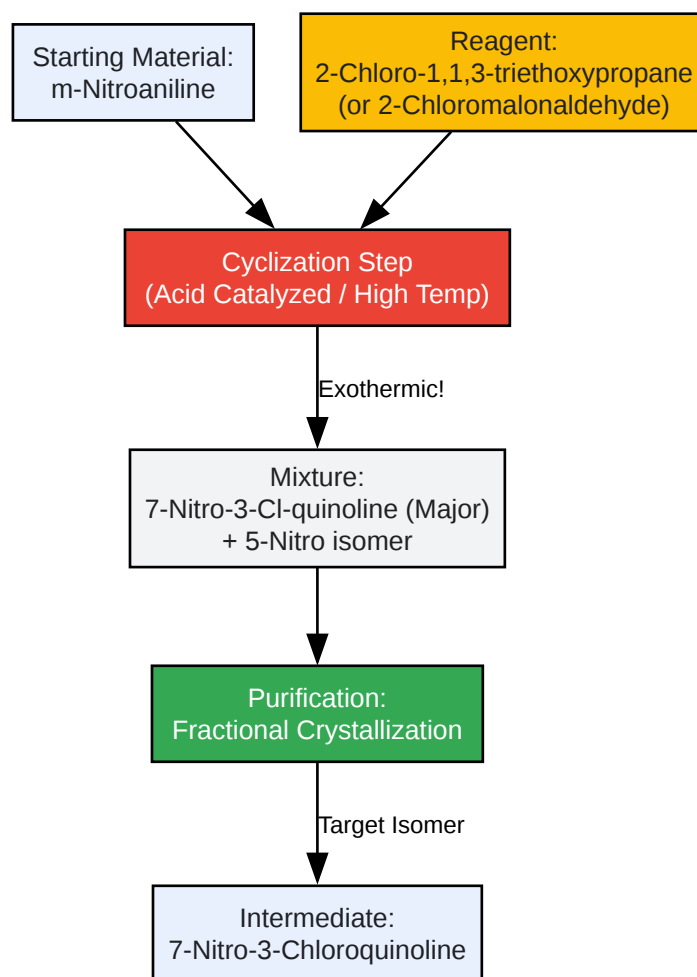 Starting Material:
m-Nitroaniline
Reagent:
2-Chloro-1,1,3-triethoxypropane
(or 2-Chloromalonaldehyde)
Cyclization Step
(Acid Catalyzed / High Temp)
Exothermic!
Mixture:
7-Nitro-3-Cl-quinoline (Major)
+ 5-Nitro isomer
Purification:
Fractional Crystallization
Target Isomer
Intermediate:
7-Nitro-3-Chloroquinoline